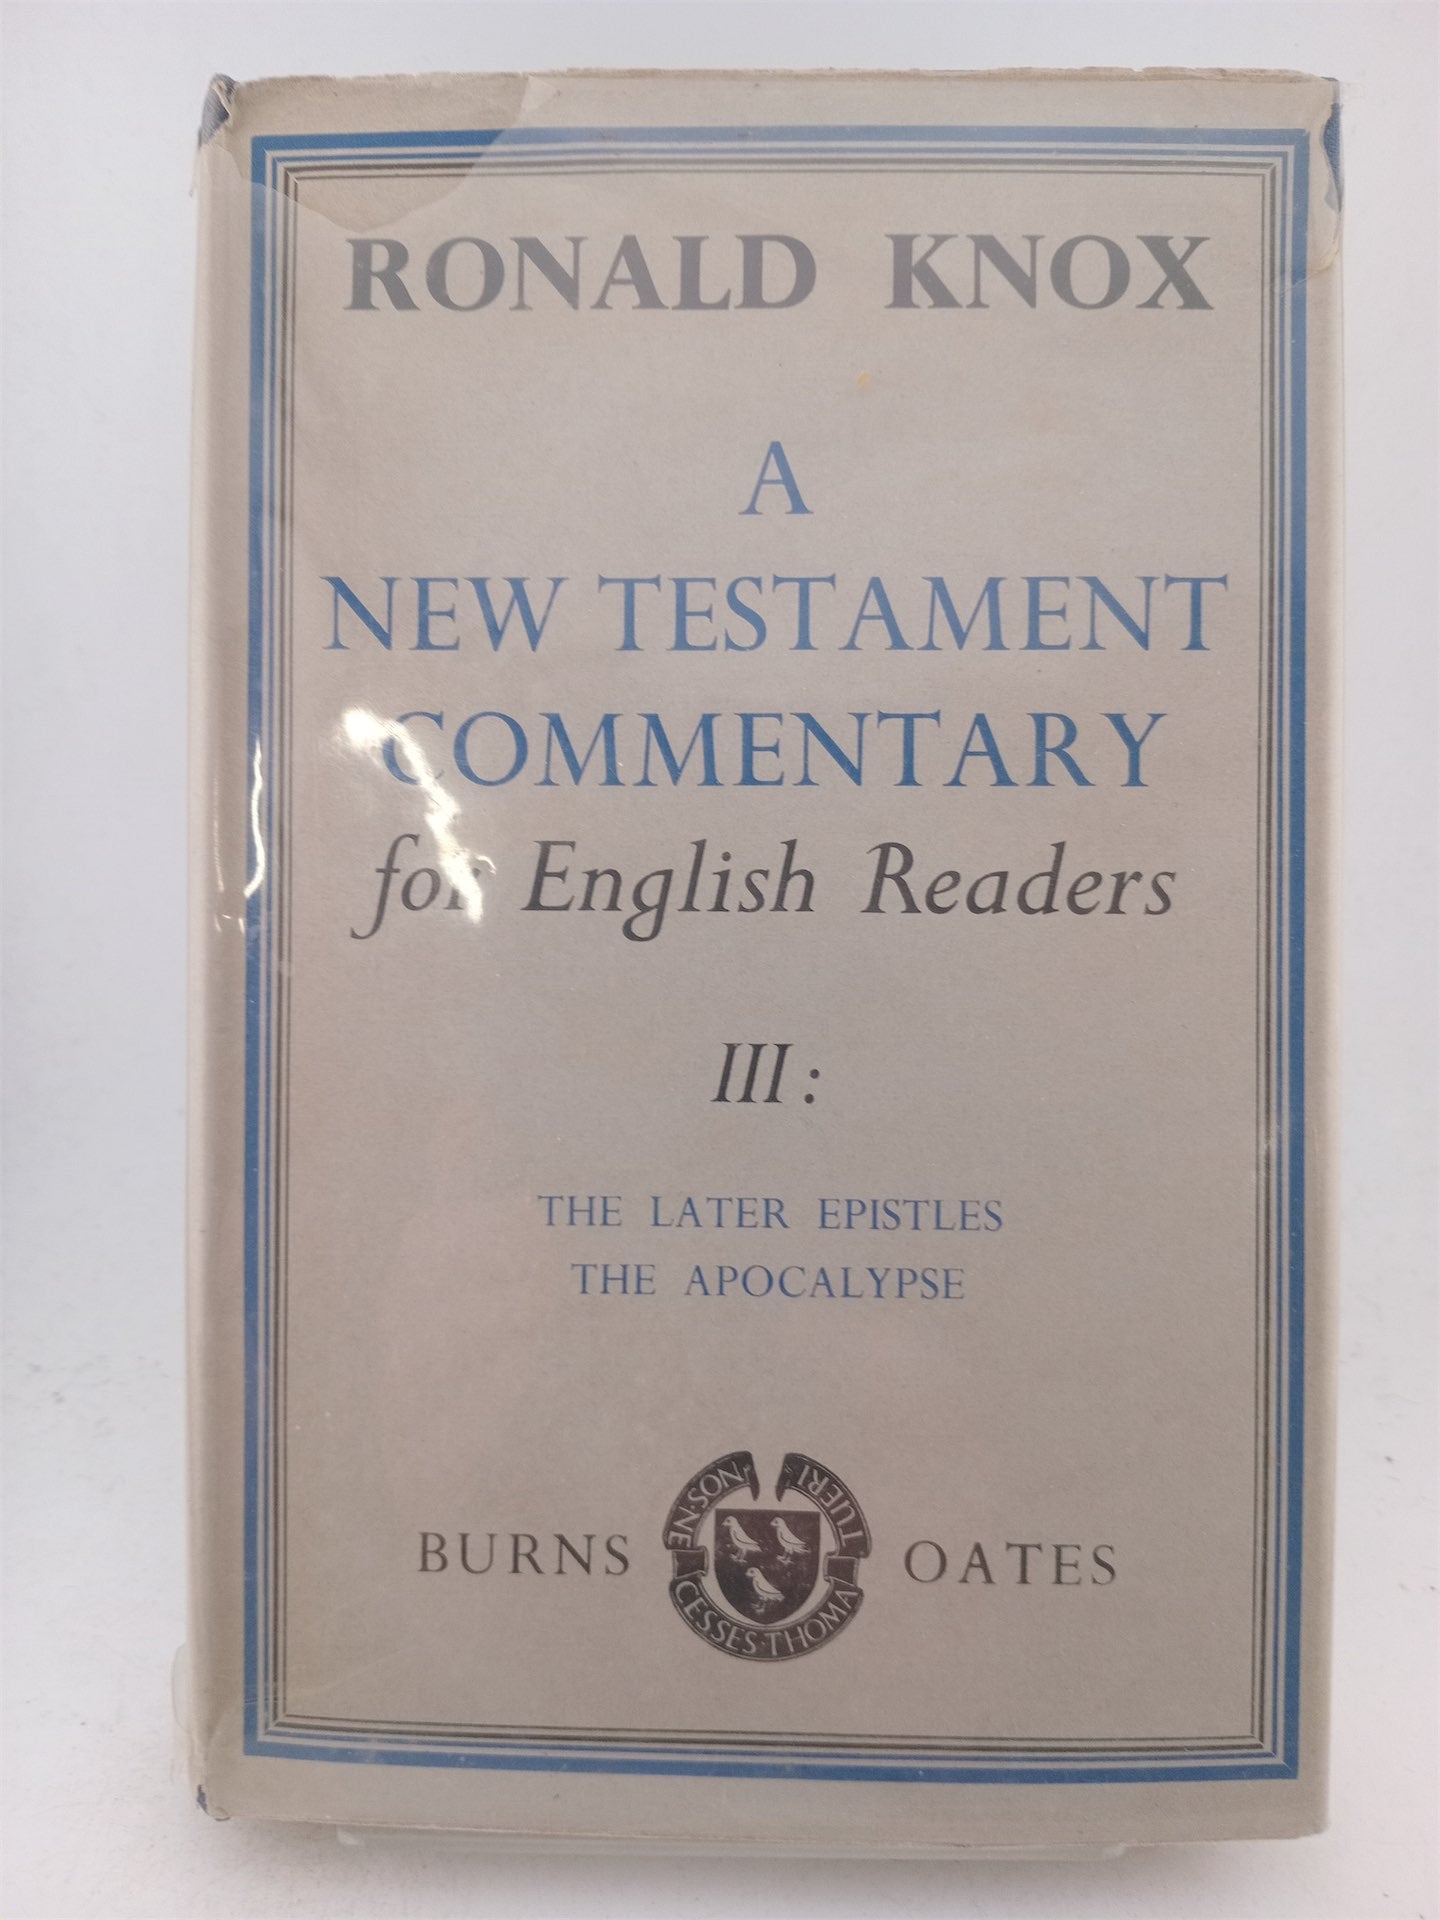 RONALD KNOX
A
NEW TESTAMENT
COMMENTARY
for English Readers
III:
THE LATER EPISTLES
THE APOCALYPSE
BURNS OATES
NOS·NE CESSES·THOMA TUERI